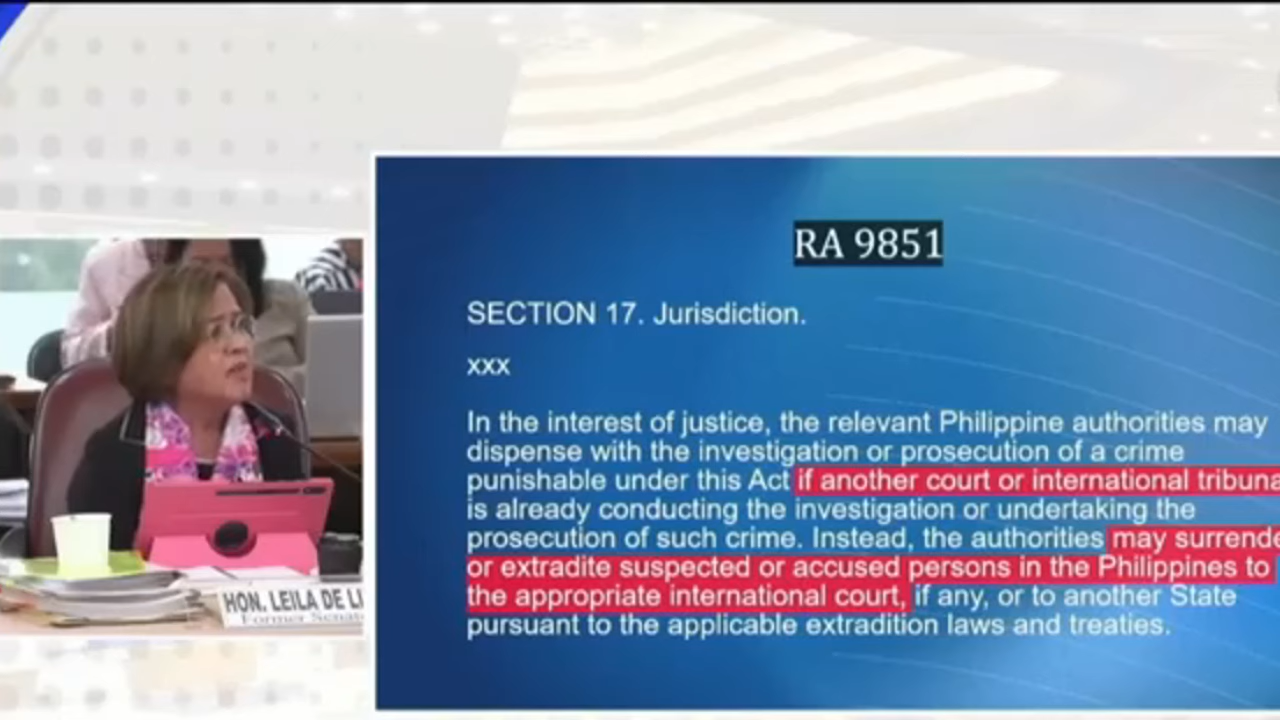 RA 9851
SECTION 17. Jurisdiction.
xxx
In the interest of justice, the relevant Philippine authorities may
dispense with the investigation or prosecution of a crime
punishable under this Act if another court or international tribuna
is already conducting the investigation or undertaking the
prosecution of such crime. Instead, the authorities may surrende
or extradite suspected or accused persons in the Philippines to
the appropriate international court, if any, or to another State
pursuant to the applicable extradition laws and treaties.
HON. LEILA DE LI
Former Senat